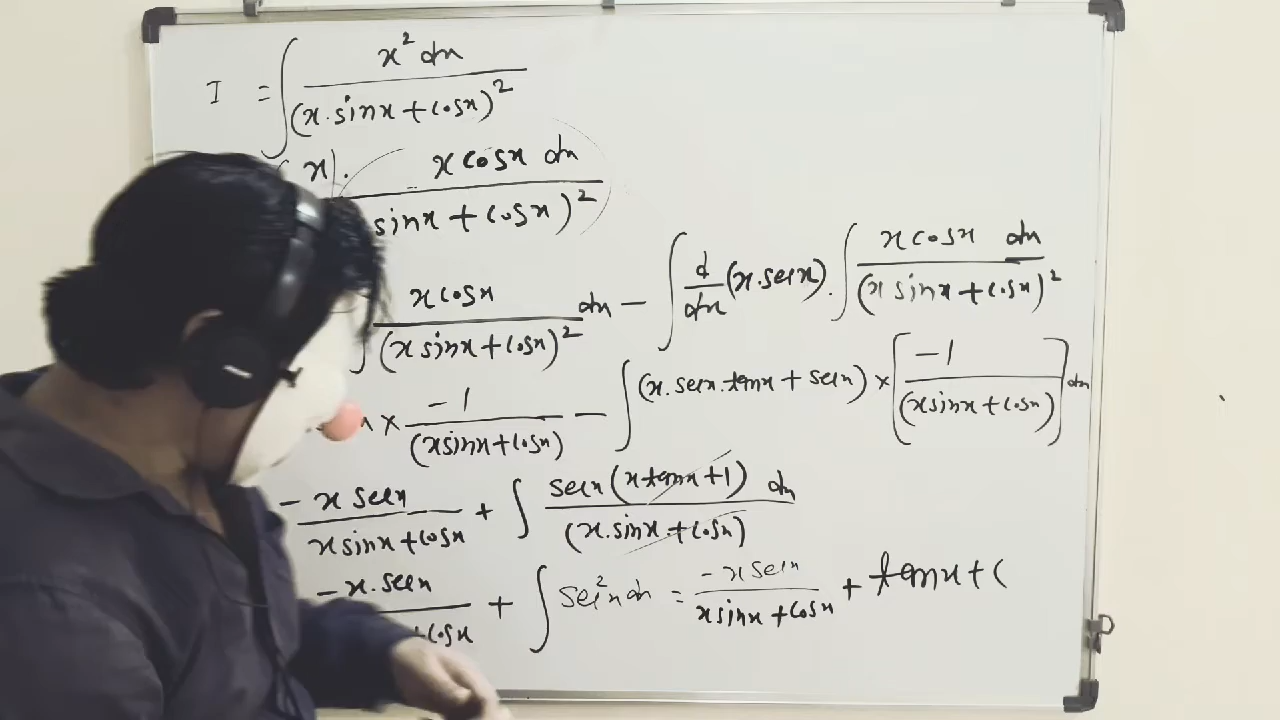 I = ∫ x² dx / (x.sinx + cosx)²
x). x cosx dx / sinx + cosx)²
x cosx / (x sinx + cosx)² dx − ∫ d/dx (x.secx). ∫ x cosx dx / (x sinx + cosx)²
x × −1 / (x sinx + cosx) − ∫ (x.secx.tanx + secx) × [−1 / (x sinx + cosx)] dx
−x secx / x sinx + cosx + ∫ secx (x tanx + 1) dx / (x.sinx + cosx)
−x.secx / + cosx + ∫ sec²x dx = −x secx / x sinx + cosx + tanx + C